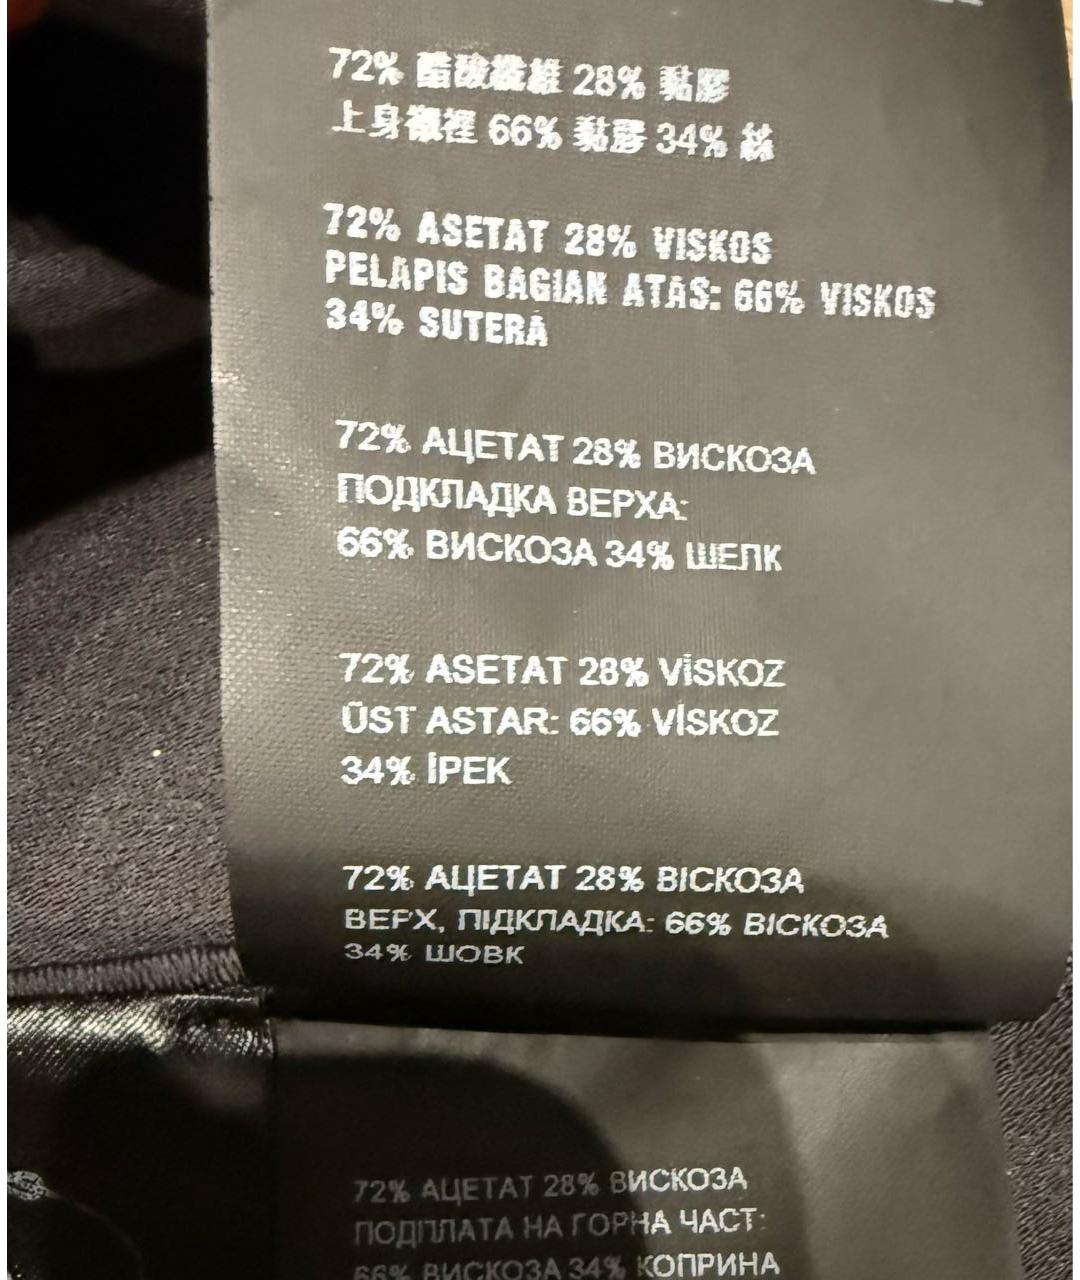 72% 醋酸纖維 28% 黏膠
上身襯裡 66% 黏膠 34% 絲
72% ASETAT 28% VISKOS
PELAPIS BAGIAN ATAS: 66% VISKOS
34% SUTERA
72% АЦЕТАТ 28% ВИСКОЗА
ПОДКЛАДКА ВЕРХА:
66% ВИСКОЗА 34% ШЕЛК
72% ASETAT 28% VİSKOZ
ÜST ASTAR: 66% VİSKOZ
34% İPEK
72% АЦЕТАТ 28% ВІСКОЗА
ВЕРХ, ПІДКЛАДКА: 66% ВІСКОЗА
34% ШОВК
72% АЦЕТАТ 28% ВИСКОЗА
ПОДПЛАТА НА ГОРНА ЧАСТ:
66% ВИСКОЗА 34% КОПРИНА